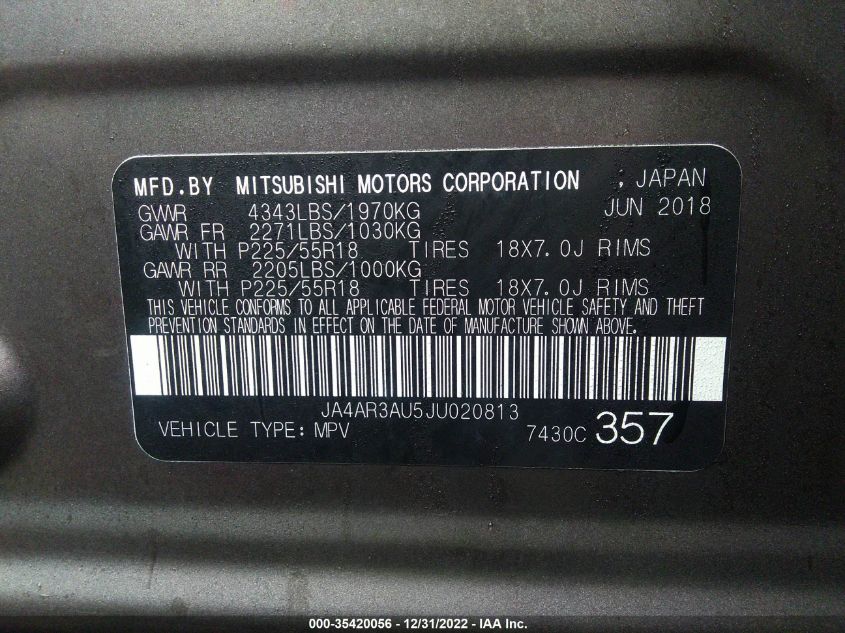 MFD.BY MITSUBISHI MOTORS CORPORATION , JAPAN
GVWR 4343LBS/1970KG JUN 2018
GAWR FR 2271LBS/1030KG
WITH P225/55R18 TIRES 18X7.0J RIMS
GAWR RR 2205LBS/1000KG
WITH P225/55R18 TIRES 18X7.0J RIMS
THIS VEHICLE CONFORMS TO ALL APPLICABLE FEDERAL MOTOR VEHICLE SAFETY AND THEFT
PREVENTION STANDARDS IN EFFECT ON THE DATE OF MANUFACTURE SHOWN ABOVE.
JA4AR3AU5JU020813
VEHICLE TYPE: MPV 7430C 357
000-35420056 - 12/31/2022 - IAA Inc.